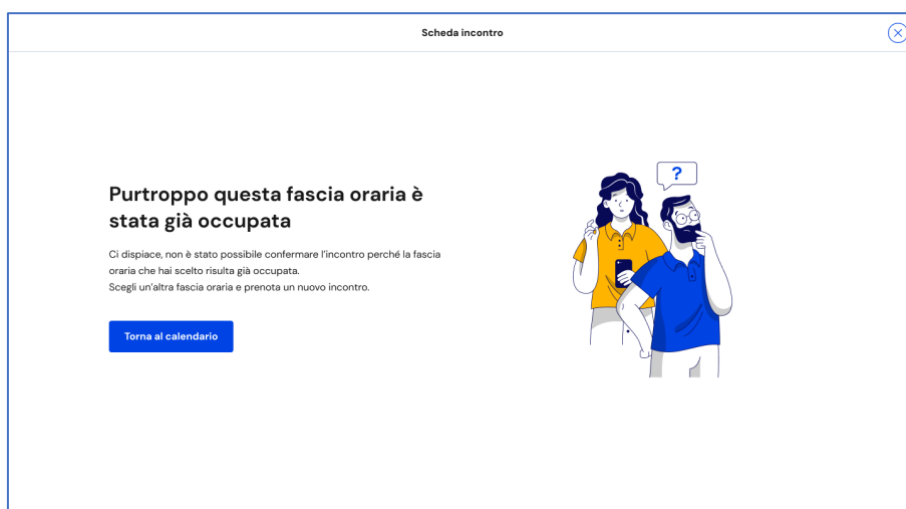 Scheda incontro
?
Purtroppo questa fascia oraria è
stata già occupata
Ci dispiace, non è stato possibile confermare l'incontro perché la fascia
oraria che hai scelto risulta già occupata.
Scegli un'altra fascia oraria e prenota un nuovo incontro.
Torna al calendario